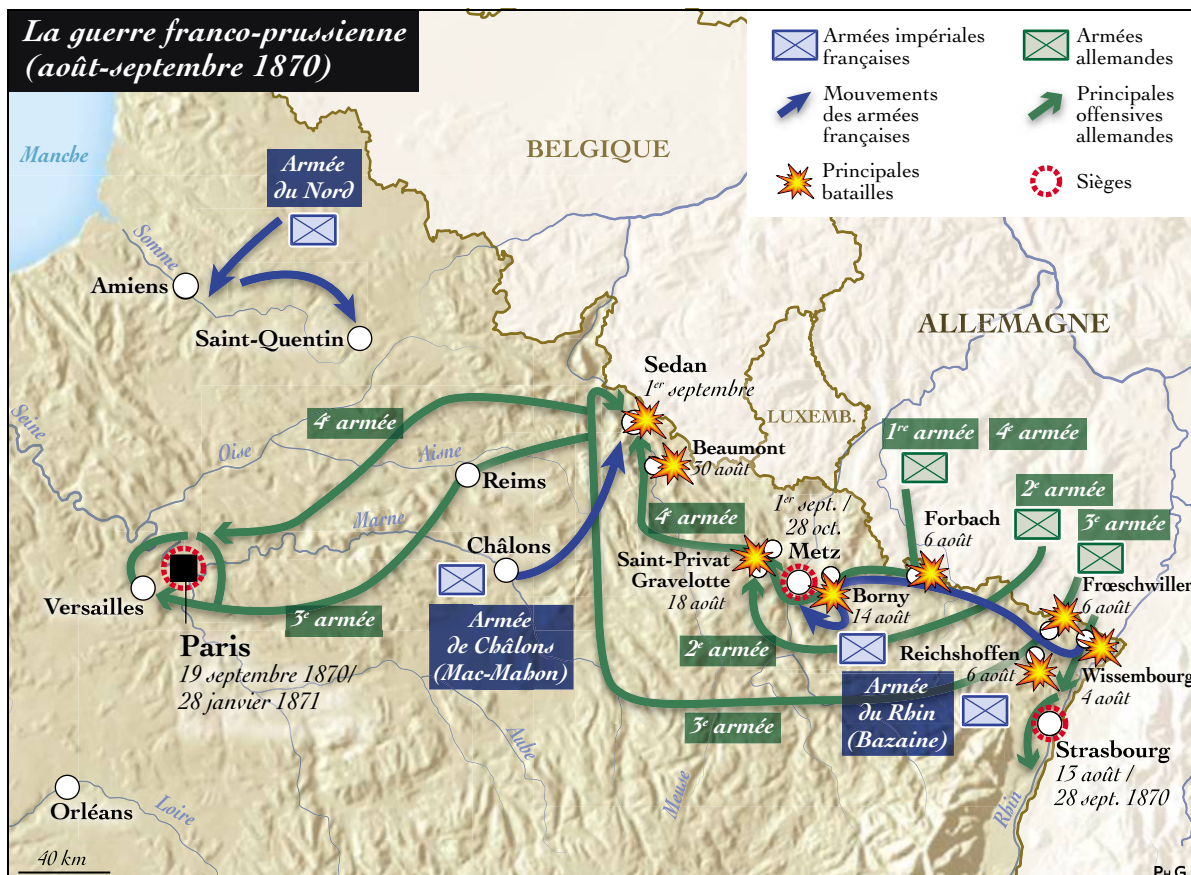 La guerre franco-prussienne
(août-septembre 1870)
Armées impériales
françaises
Armées
allemandes
Mouvements
des armées
françaises
Principales
offensives
allemandes
Principales
batailles
Sièges
Manche
BELGIQUE
Armée
du Nord
Somme
Amiens
Saint-Quentin
ALLEMAGNE
Sedan
1er septembre
LUXEMB.
4e armée
1re armée
4e armée
Seine
Oise
Aisne
Beaumont
30 août
Reims
2e armée
1er sept. /
28 oct.
3e armée
4e armée
Forbach
6 août
Marne
Châlons
Saint-Privat
Gravelotte
18 août
Metz
Borny
14 août
Frœschwiller
6 août
Versailles
3e armée
Paris
19 septembre 1870/
28 janvier 1871
Armée
de Châlons
(Mac-Mahon)
2e armée
Reichshoffen
6 août
Wissembourg
4 août
Armée
du Rhin
(Bazaine)
3e armée
Aube
Meuse
Strasbourg
13 août /
28 sept. 1870
Rhin
Orléans
Loire
40 km
Ph G